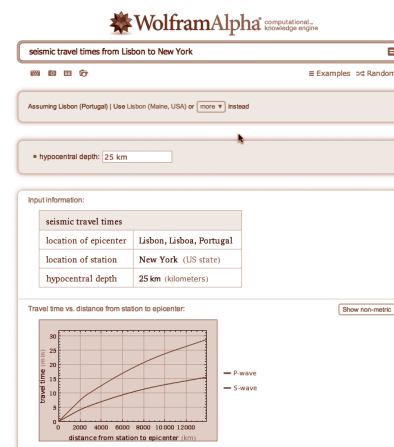 WolframAlpha computational... knowledge engine
seismic travel times from Lisbon to New York
Examples Random
Assuming Lisbon (Portugal) | Use Lisbon (Maine, USA) or more ▾ instead
hypocentral depth: 25 km
Input information:
seismic travel times
location of epicenter Lisbon, Lisboa, Portugal
location of station New York (US state)
hypocentral depth 25 km (kilometers)
Travel time vs. distance from station to epicenter: Show non-metric
30
25
20
15
10
5
0
travel time (min)
P-wave
S-wave
0 2000 4000 6000 8000 10000 12000
distance from station to epicenter (km)